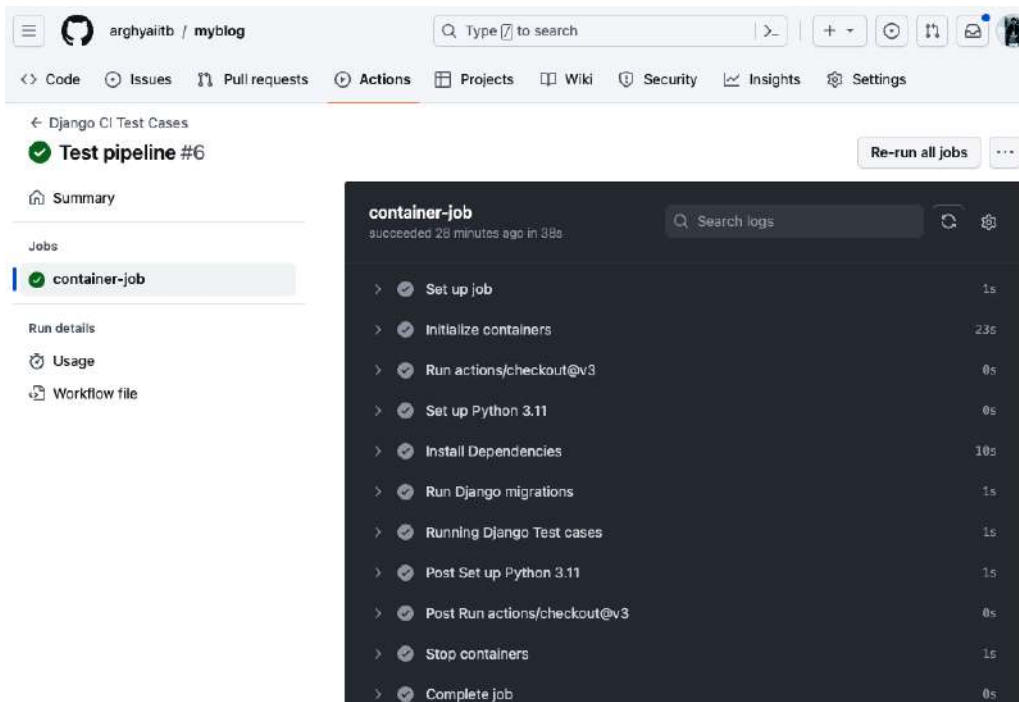 arghyaiitb / myblog
Type / to search
Code Issues Pull requests Actions Projects Wiki Security Insights Settings
← Django CI Test Cases
Test pipeline #6
Re-run all jobs
Summary
Jobs
container-job
Run details
Usage
Workflow file
container-job
succeeded 28 minutes ago in 38s
Search logs
Set up job 1s
Initialize containers 23s
Run actions/checkout@v3 0s
Set up Python 3.11 0s
Install Dependencies 10s
Run Django migrations 1s
Running Django Test cases 1s
Post Set up Python 3.11 1s
Post Run actions/checkout@v3 0s
Stop containers 1s
Complete job 0s